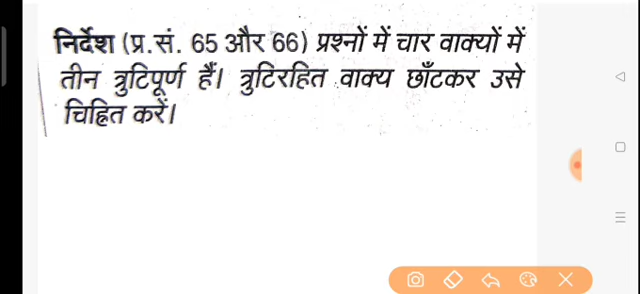 निर्देश (प्र.सं. 65 और 66) प्रश्नों में चार वाक्यों में
तीन त्रुटिपूर्ण हैं। त्रुटिरहित वाक्य छाँटकर उसे
चिह्नित करें।